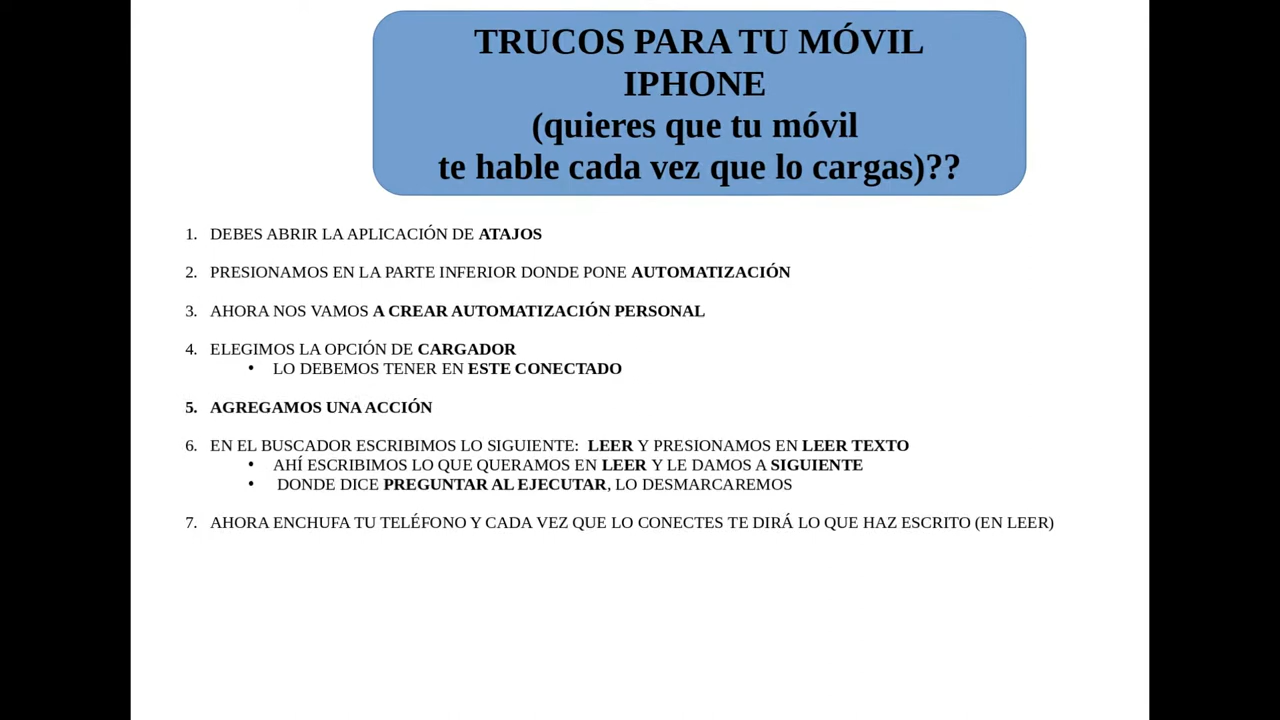 TRUCOS PARA TU MÓVIL
IPHONE
(quieres que tu móvil
te hable cada vez que lo cargas)??
1. DEBES ABRIR LA APLICACIÓN DE ATAJOS
2. PRESIONAMOS EN LA PARTE INFERIOR DONDE PONE AUTOMATIZACIÓN
3. AHORA NOS VAMOS A CREAR AUTOMATIZACIÓN PERSONAL
4. ELEGIMOS LA OPCIÓN DE CARGADOR
• LO DEBEMOS TENER EN ESTE CONECTADO
5. AGREGAMOS UNA ACCIÓN
6. EN EL BUSCADOR ESCRIBIMOS LO SIGUIENTE: LEER Y PRESIONAMOS EN LEER TEXTO
• AHÍ ESCRIBIMOS LO QUE QUERAMOS EN LEER Y LE DAMOS A SIGUIENTE
• DONDE DICE PREGUNTAR AL EJECUTAR, LO DESMARCAREMOS
7. AHORA ENCHUFA TU TELÉFONO Y CADA VEZ QUE LO CONECTES TE DIRÁ LO QUE HAZ ESCRITO (EN LEER)